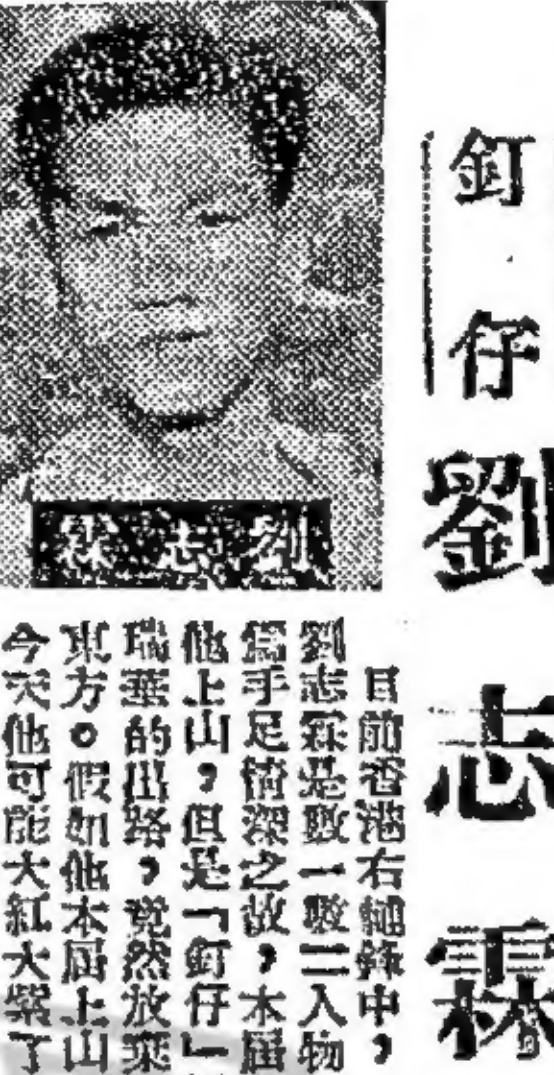 釘仔
劉志霖
劉志霖
目前香港右輔鋒中，
劉志霖是數一數二人物
為手足情深之故，本屆
他上山，但是「釘仔」
瑞華的出路，竟然放棄
東方。假如他本屆上山
今天他可能大紅大紫了